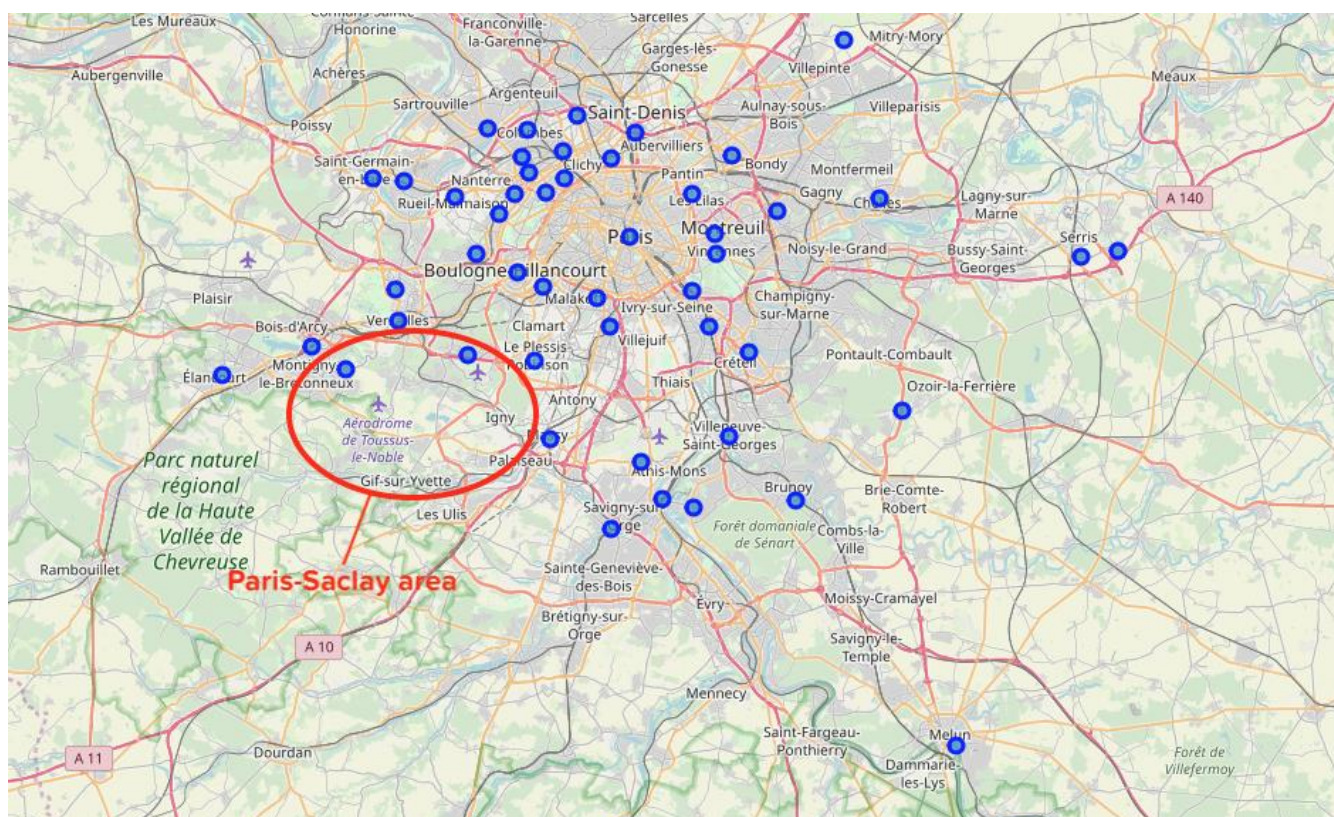 Les Mureaux
Honorine
Franconville-
la-Garenne-
Sarcelles
Garges-lès-
Gonesse
Mitry-Mory
Villepinte
Aubergenville
Achères
Meaux
Argenteuil
Sartrouville
Saint-Denis
Aulnay-sous-
Bois
Villeparisis
Poissy
Aubervilliers
Saint-Germain-
Clichy
Bondy
Montfermeil
Pantin
Nanterre
Gagny
Lagny-sur-
Marne
A 140
Rueil-Malmaison
Les Lilas
Paris
Montreuil
Serris
Noisy-le-Grand
Bussy-Saint-
Georges
Boulogne-Billancourt
Plaisir
Ivry-sur-Seine
Champigny-
sur-Marne
Bois-d'Arcy
Clamart
Villejuif
Le Plessis-
Robinson
Créteil
Pontault-Combault
Montigny-
le-Bretonneux
Thiais
Ozoir-la-Ferrière
Antony
Igny
Aérodrome
de Toussus-
le-Noble
Villeneuve-
Saint-Georges
Palaiseau
Athis-Mons
Parc naturel
régional
de la Haute
Vallée de
Chevreuse
Gif-sur-Yvette
Brunoy
Brie-Comte-
Robert
Les Ulis
Savigny-sur-
Orge
Forêt domaniale
de Sénart
Combs-la-
Ville
Rambouillet
Paris-Saclay area
Sainte-Geneviève-
des-Bois
Évry
Moissy-Cramayel
Brétigny-sur-
Orge
A 10
Savigny-le-
Temple
Mennecy
A 11
Dourdan
Saint-Fargeau-
Ponthierry
Melun
Dammarie-
les-Lys
Forêt de
Villefermoy